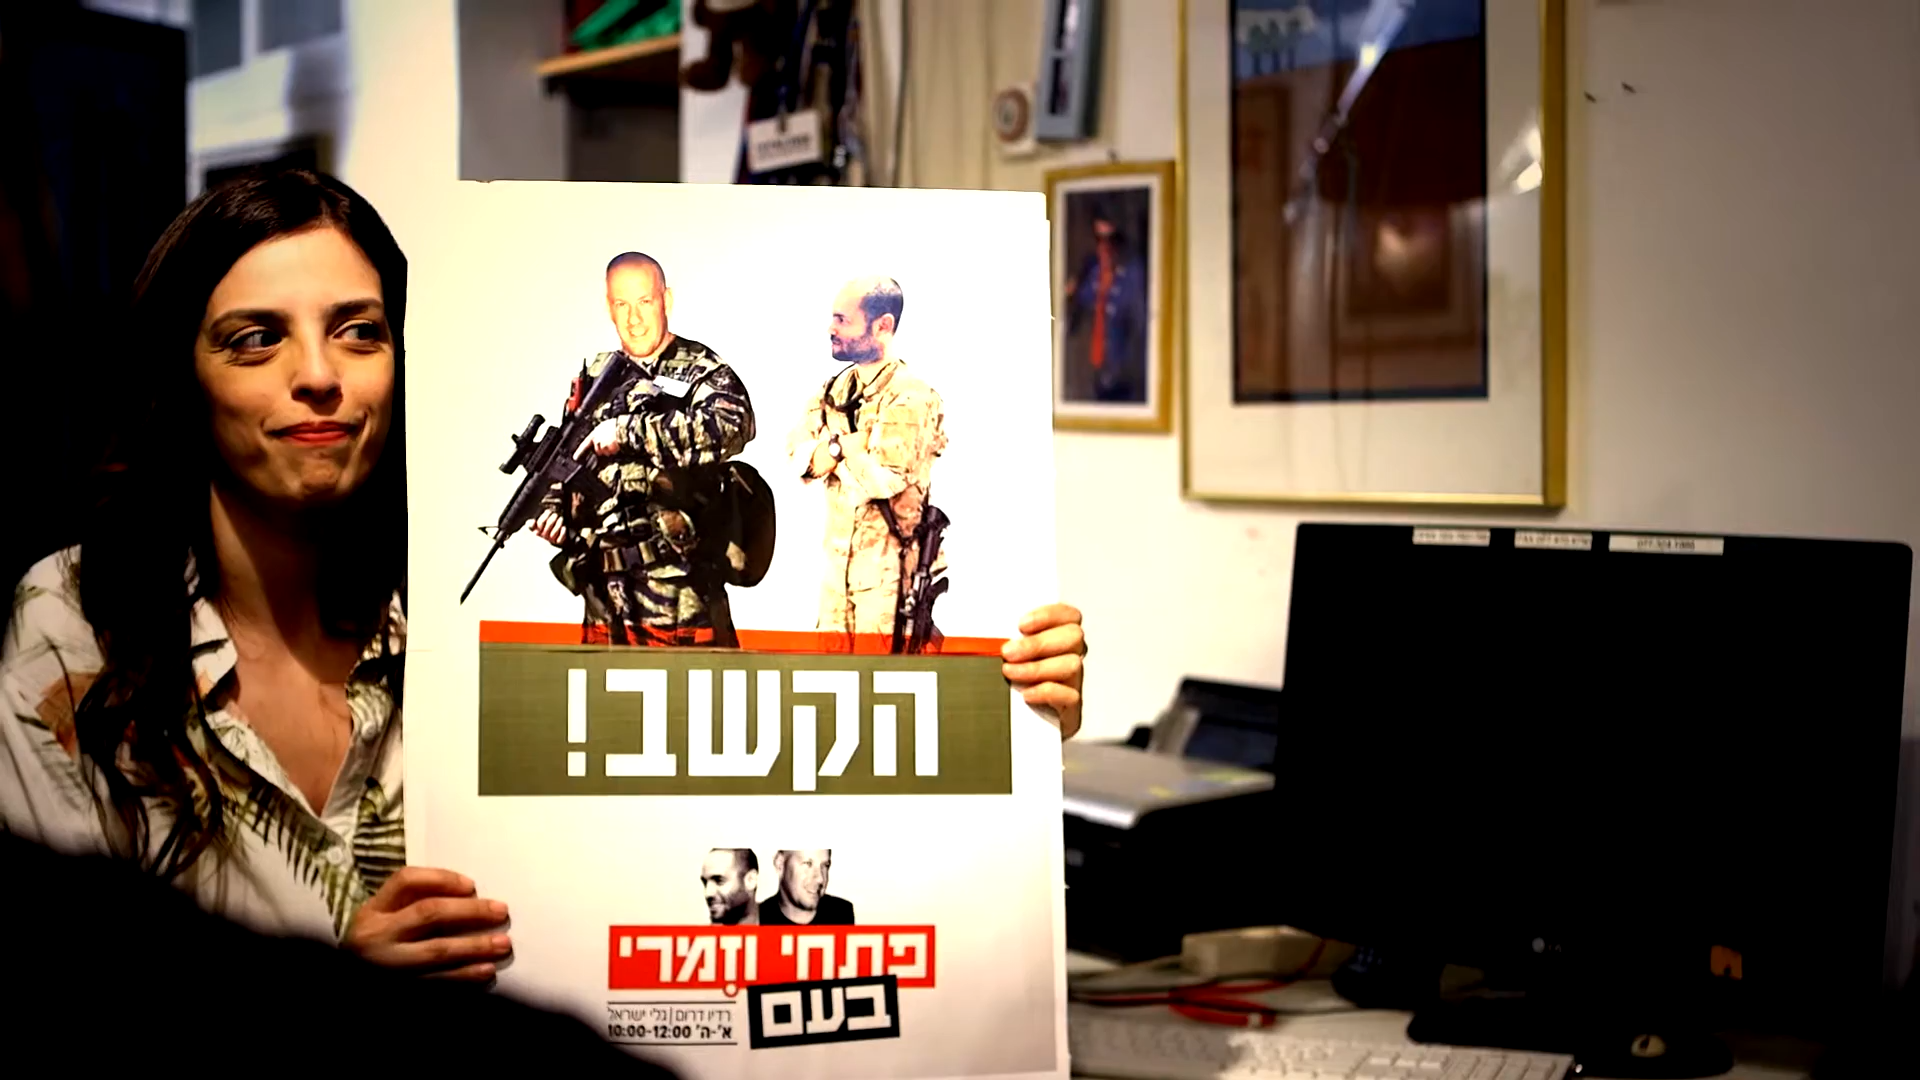 הקשב!
פתחי וזמרי
בעם
רדיו דרום | גלי ישראל
א'-ה' 10:00-12:00